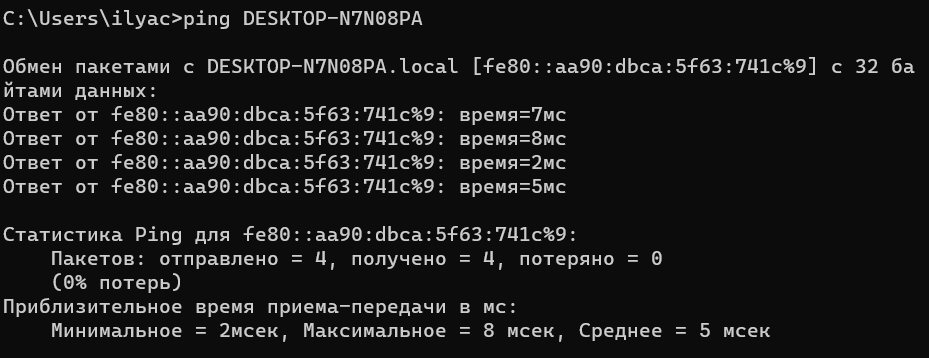 C:\Users\ilyac>ping DESKTOP-N7N08PA
Обмен пакетами с DESKTOP-N7N08PA.local [fe80::aa90:dbca:5f63:741c%9] с 32 ба
йтами данных:
Ответ от fe80::aa90:dbca:5f63:741c%9: время=7мс
Ответ от fe80::aa90:dbca:5f63:741c%9: время=8мс
Ответ от fe80::aa90:dbca:5f63:741c%9: время=2мс
Ответ от fe80::aa90:dbca:5f63:741c%9: время=5мс
Статистика Ping для fe80::aa90:dbca:5f63:741c%9:
    Пакетов: отправлено = 4, получено = 4, потеряно = 0
    (0% потерь)
Приблизительное время приема-передачи в мс:
    Минимальное = 2мсек, Максимальное = 8 мсек, Среднее = 5 мсек